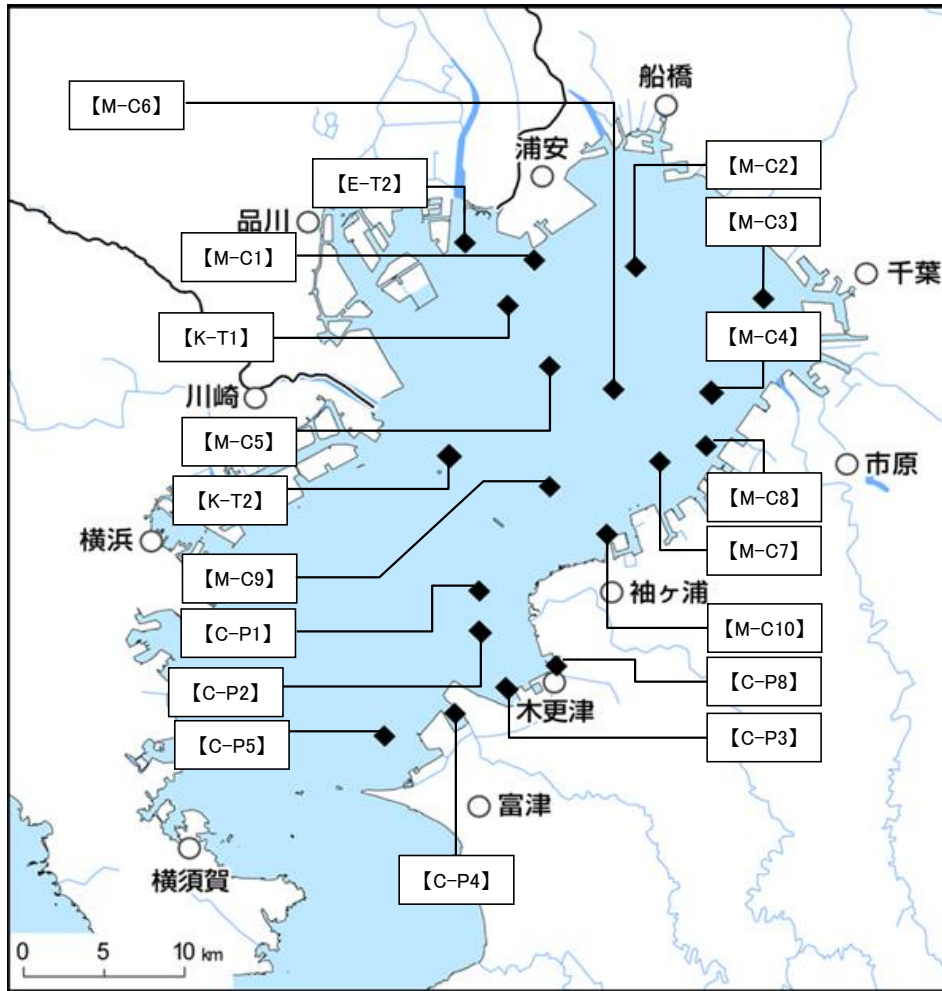 船橋
【M-C6】
浦安
【M-C2】
【E-T2】
品川
【M-C3】
【M-C1】
千葉
【K-T1】
【M-C4】
川崎
【M-C5】
市原
【K-T2】
【M-C8】
横浜
【M-C7】
【M-C9】
袖ヶ浦
【C-P1】
【M-C10】
【C-P2】
【C-P8】
木更津
【C-P5】
【C-P3】
富津
横須賀
【C-P4】
0 5 10 km